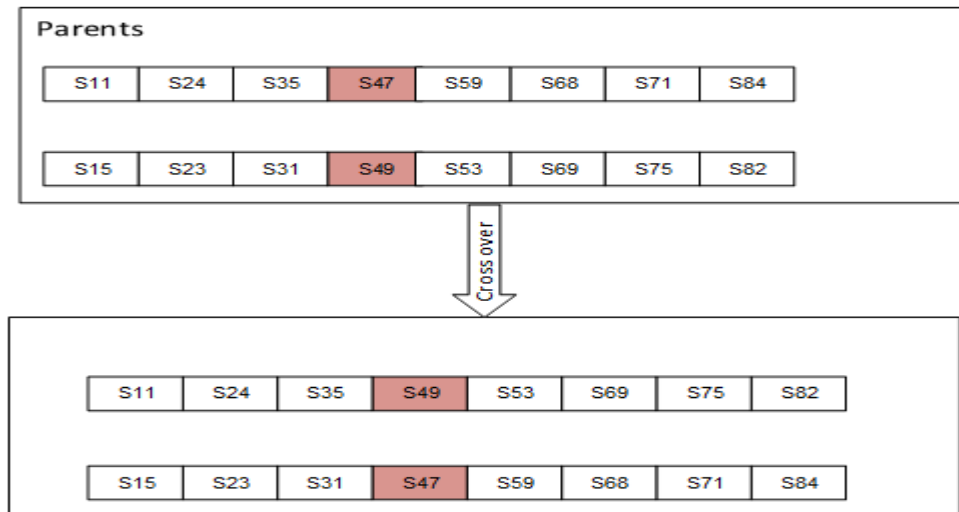 Parents
S11 S24 S35 S47 S59 S68 S71 S84
S15 S23 S31 S49 S53 S69 S75 S82
Cross over
S11 S24 S35 S49 S53 S69 S75 S82
S15 S23 S31 S47 S59 S68 S71 S84